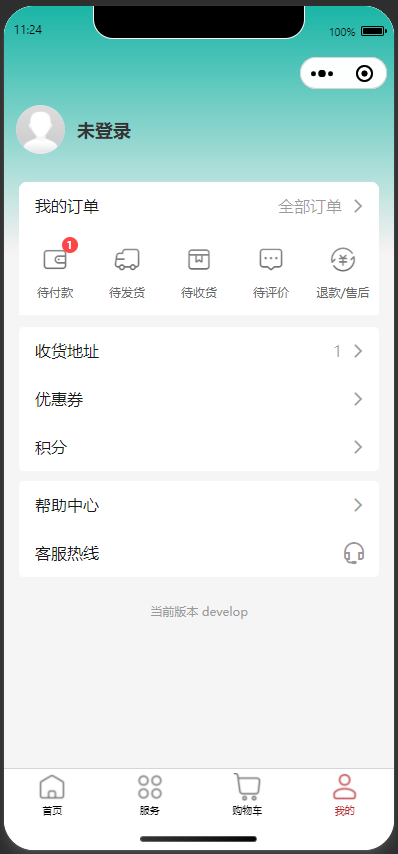 11:24
100%
未登录
我的订单 全部订单
1
待付款 待发货 待收货 待评价 退款/售后
收货地址 1
优惠券
积分
帮助中心
客服热线
当前版本 develop
首页 服务 购物车 我的